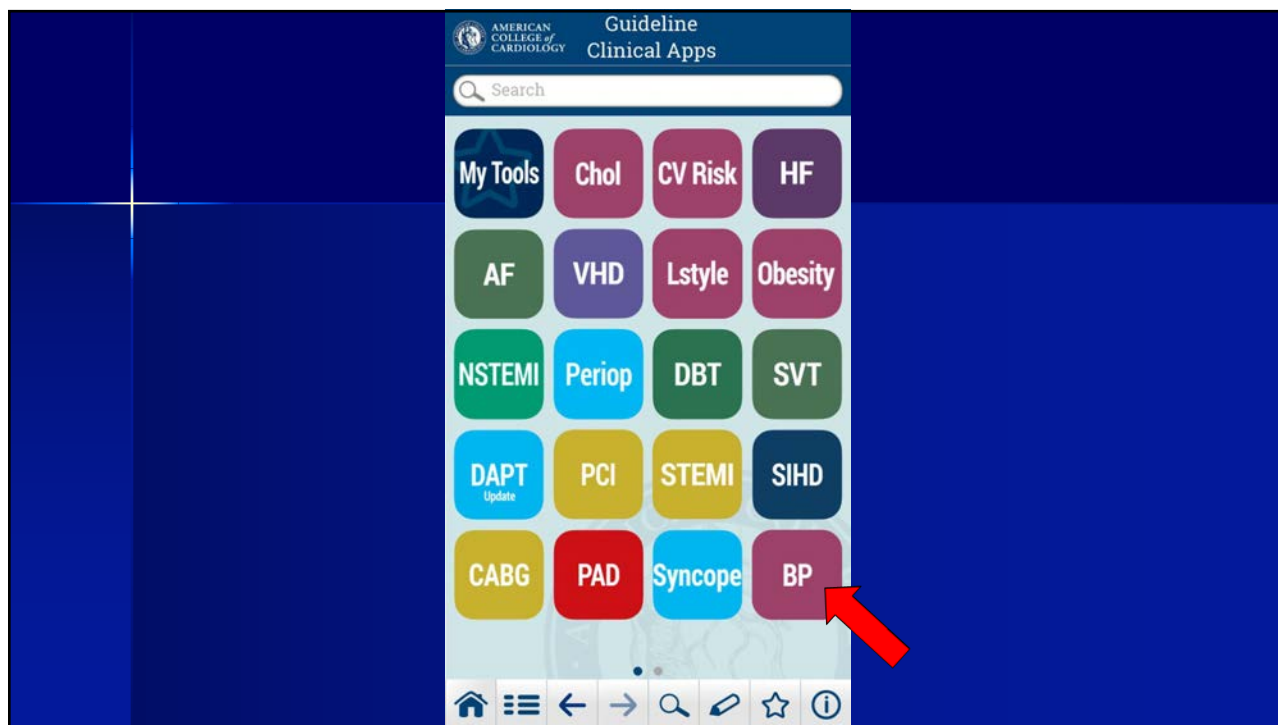 AMERICAN
COLLEGE of
CARDIOLOGY
Guideline
Clinical Apps
Search
My Tools Chol CV Risk HF
AF VHD Lstyle Obesity
NSTEMI Periop DBT SVT
DAPT PCI STEMI SIHD
Update
CABG PAD Syncope BP